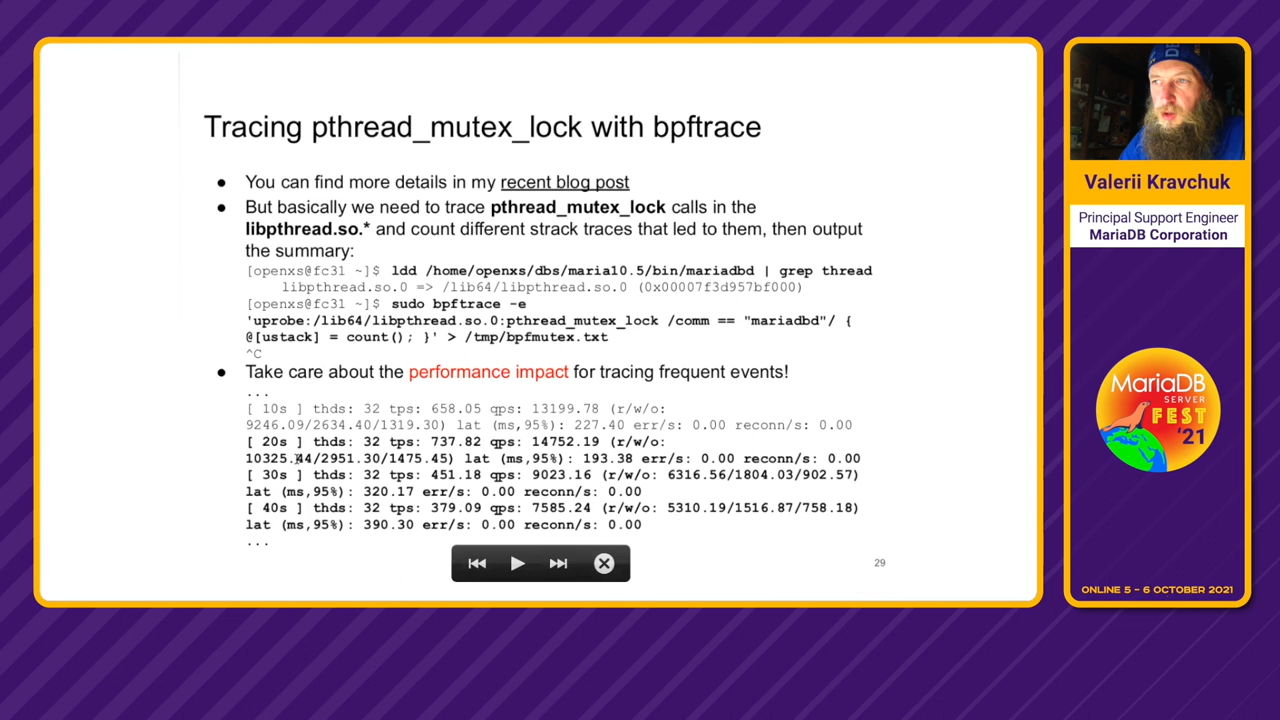 Tracing pthread_mutex_lock with bpftrace
● You can find more details in my recent blog post
● But basically we need to trace pthread_mutex_lock calls in the
libpthread.so.* and count different strack traces that led to them, then output
the summary:
[openxs@fc31 ~]$ ldd /home/openxs/dbs/maria10.5/bin/mariadbd | grep thread
libpthread.so.0 => /lib64/libpthread.so.0 (0x00007f3d957bf000)
[openxs@fc31 ~]$ sudo bpftrace -e
'uprobe:/lib64/libpthread.so.0:pthread_mutex_lock /comm == "mariadbd"/ {
@[ustack] = count(); }' > /tmp/bpfmutex.txt
^C
● Take care about the performance impact for tracing frequent events!
...
[ 10s ] thds: 32 tps: 658.05 qps: 13199.78 (r/w/o:
9246.09/2634.40/1319.30) lat (ms,95%): 227.40 err/s: 0.00 reconn/s: 0.00
[ 20s ] thds: 32 tps: 737.82 qps: 14752.19 (r/w/o:
10325.44/2951.30/1475.45) lat (ms,95%): 193.38 err/s: 0.00 reconn/s: 0.00
[ 30s ] thds: 32 tps: 451.18 qps: 9023.16 (r/w/o: 6316.56/1804.03/902.57)
lat (ms,95%): 320.17 err/s: 0.00 reconn/s: 0.00
[ 40s ] thds: 32 tps: 379.09 qps: 7585.24 (r/w/o: 5310.19/1516.87/758.18)
lat (ms,95%): 390.30 err/s: 0.00 reconn/s: 0.00
...
29
Valerii Kravchuk
Principal Support Engineer
MariaDB Corporation
MariaDB
SERVER
FEST
'21
ONLINE 5 - 6 OCTOBER 2021